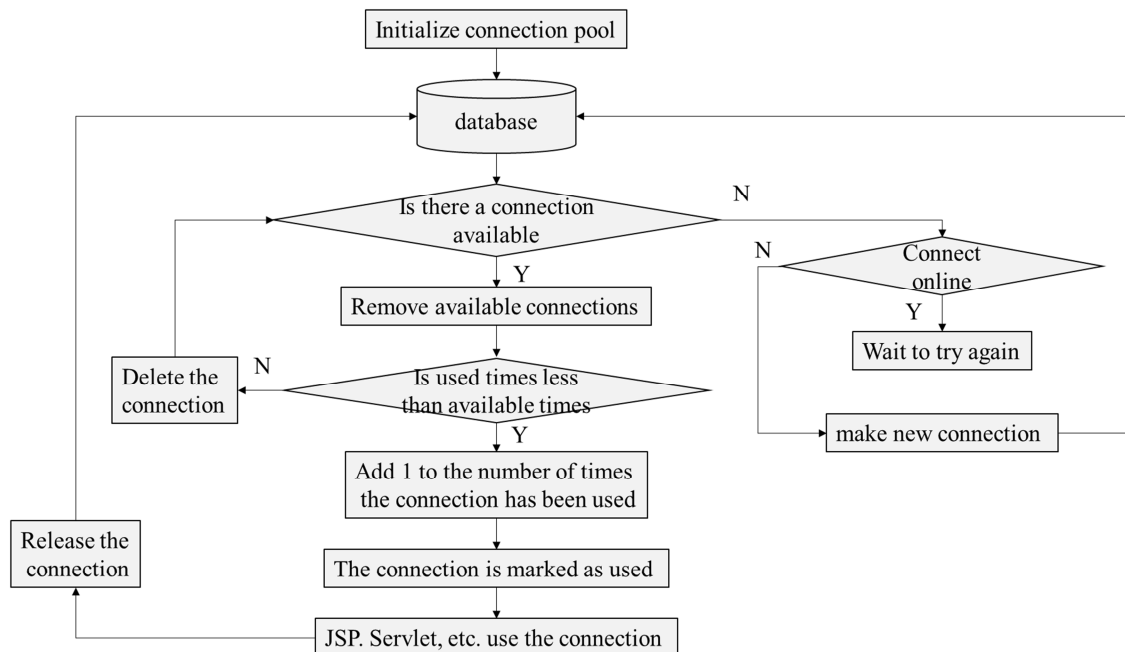 Initialize connection pool
database
Is there a connection
available
N
Y
Connect
online
N
Y
Remove available connections
Wait to try again
Delete the
connection
N
Is used times less
than available times
Y
make new connection
Add 1 to the number of times
the connection has been used
Release the
connection
The connection is marked as used
JSP. Servlet, etc. use the connection